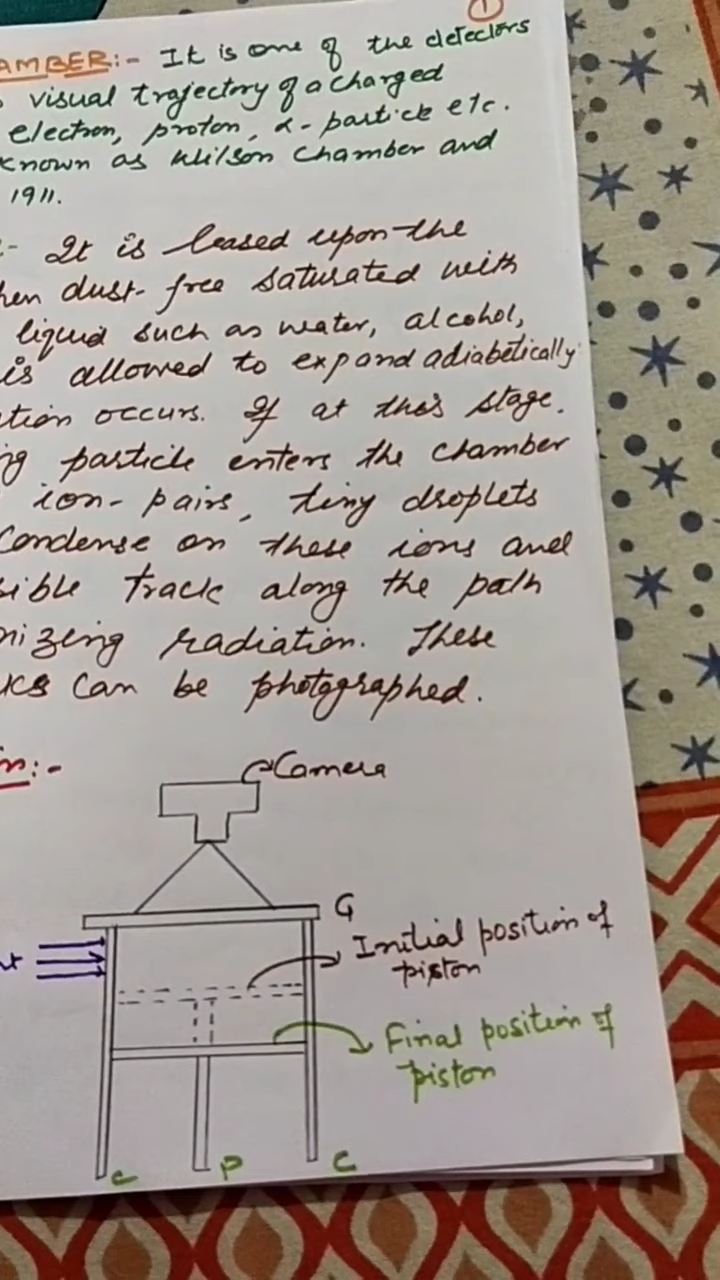 1
AMBER:- It is one of the detectors
visual trajectory of a charged
electron, proton, α- particle etc.
known as Wilson Chamber and
1911.
:- It is based upon the
hen dust-free saturated with
liquid such as water, alcohol,
is allowed to expand adiabetically
tion occurs. If at this stage.
ng particle enters the chamber
ion-pairs, tiny droplets
Condense on these ions and
sible track along the path
nizing radiation. These
cks can be photographed.
n:-
Camera
G
Initial position of
piston
Final position of
piston
C
P
C